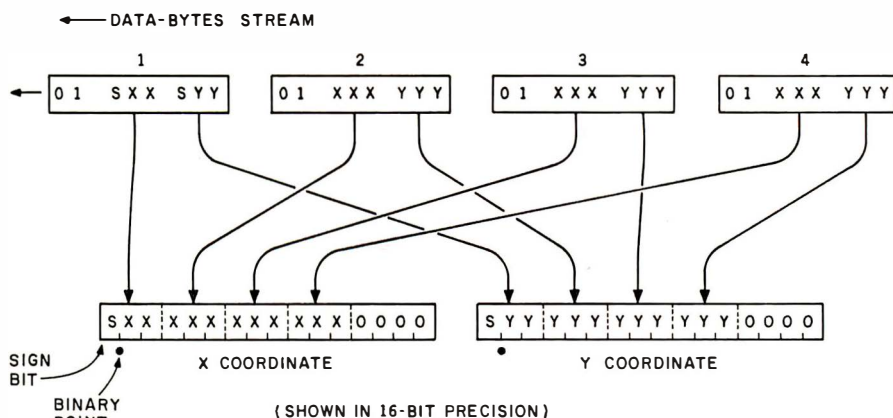 DATA-BYTES STREAM
1 2 3 4
01 SXX SYY 01 XXX YYY 01 XXX YYY 01 XXX YYY
SXX XXX XXX XXX 0000 SYY YYY YYY YYY 0000
SIGN BIT X COORDINATE Y COORDINATE
BINARY POINT
(SHOWN IN 16-BIT PRECISION)